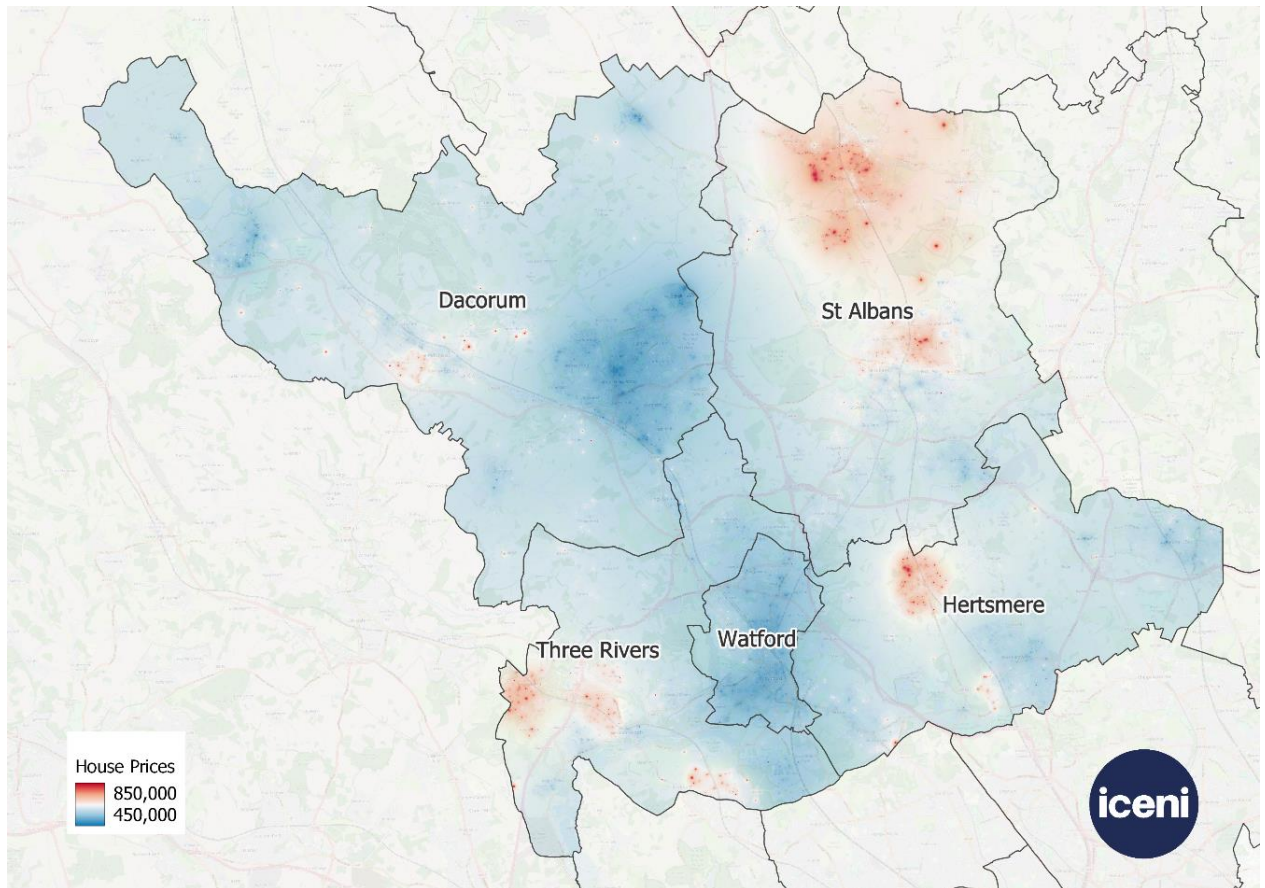 Dacorum
St Albans
Hertsmere
Three Rivers
Watford
House Prices
850,000
450,000
iceni